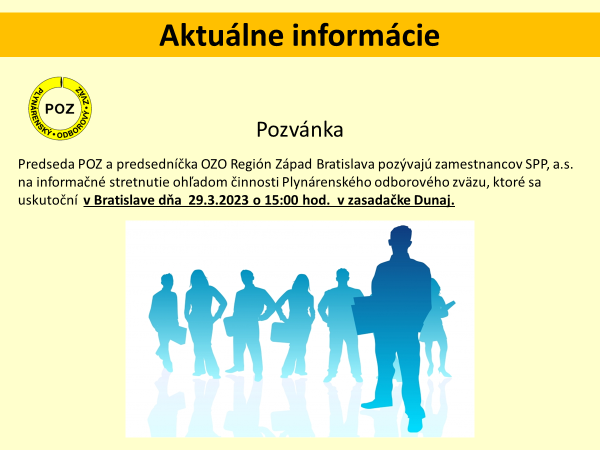 Aktuálne informácie
PLYNÁRENSKÝ • ODBOROVÝ • ZVÄZ
POZ
Pozvánka
Predseda POZ a predsedníčka OZO Región Západ Bratislava pozývajú zamestnancov SPP, a.s.
na informačné stretnutie ohľadom činnosti Plynárenského odborového zväzu, ktoré sa
uskutoční v Bratislave dňa 29.3.2023 o 15:00 hod. v zasadačke Dunaj.